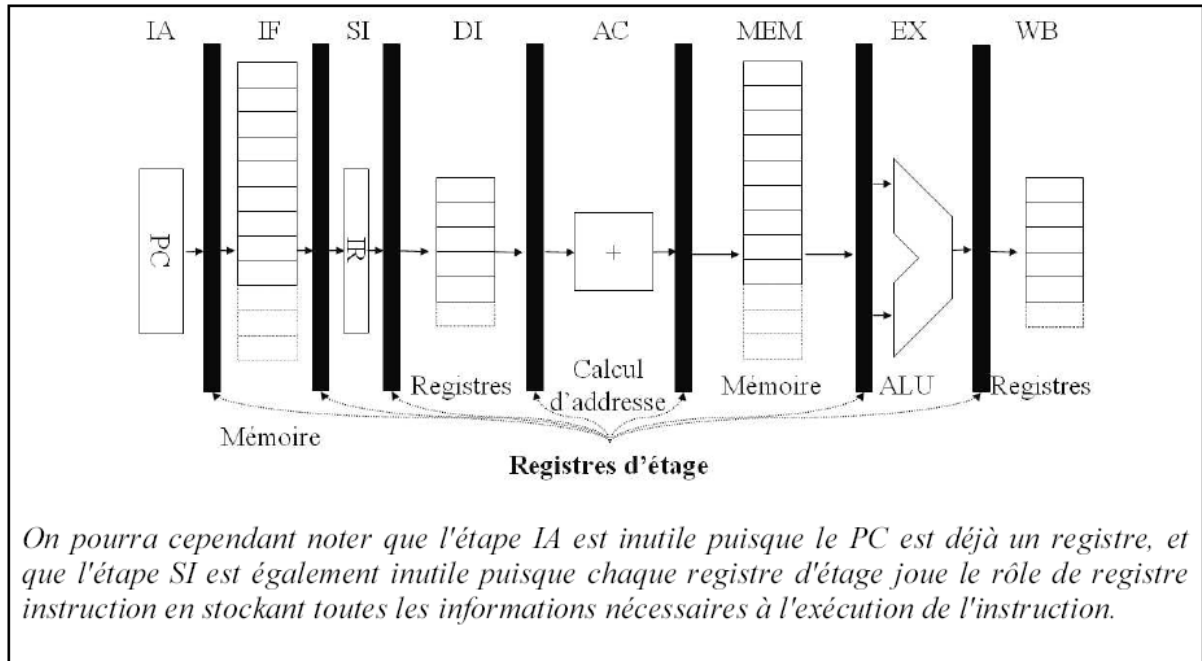 IA IF SI DI AC MEM EX WB
PC
IR
+
Registres
Calcul
d'addresse
Mémoire
ALU
Registres
Mémoire
Registres d'étage
On pourra cependant noter que l'étape IA est inutile puisque le PC est déjà un registre, et
que l'étape SI est également inutile puisque chaque registre d'étage joue le rôle de registre
instruction en stockant toutes les informations nécessaires à l'exécution de l'instruction.